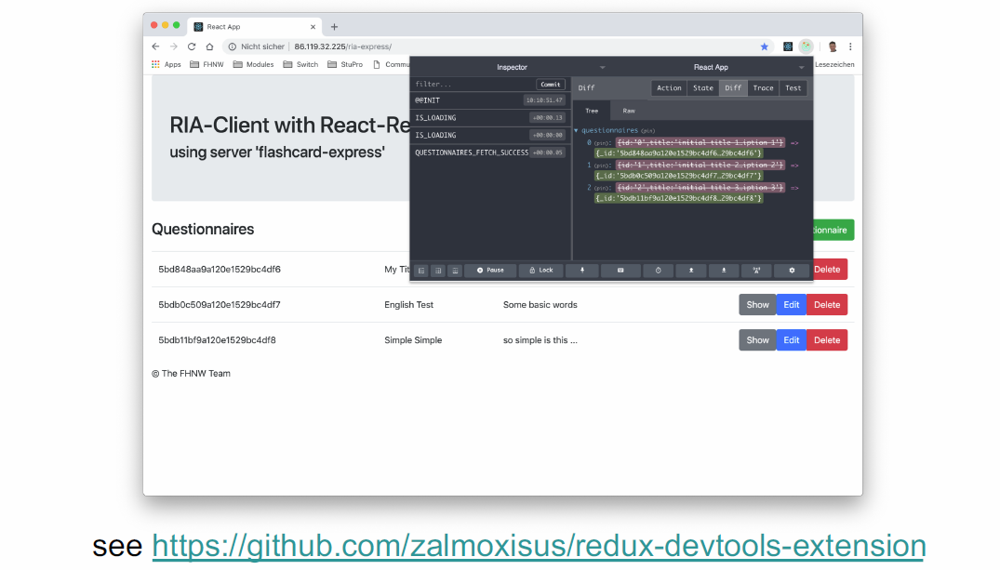 React App
Nicht sicher | 86.119.32.225/ria-express/
Apps FHNW Modules Switch StuPro Commu Lesezeichen
RIA-Client with React-Re
using server 'flashcard-express'
Inspector React App
filter... Commit
@@INIT 10:10:51.47
IS_LOADING +00:00.13
IS_LOADING +00:00:00
QUESTIONNAIRES_FETCH_SUCCESS +00:00.05
Diff Action State Diff Trace Test
Tree Raw
questionnaires (pin)
0 (pin): {id:'0',title:'initial title 1…iption 1'} =>
{_id:'5bd848aa9a120e1529bc4df6…29bc4df6'}
1 (pin): {id:'1',title:'initial title 2…iption 2'} =>
{_id:'5bdb0c509a120e1529bc4df7…29bc4df7'}
2 (pin): {id:'2',title:'initial title 3…iption 3'} =>
{_id:'5bdb11bf9a120e1529bc4df8…29bc4df8'}
Pause Lock
Questionnaires tionnaire
5bd848aa9a120e1529bc4df6 My Tit Delete
5bdb0c509a120e1529bc4df7 English Test Some basic words Show Edit Delete
5bdb11bf9a120e1529bc4df8 Simple Simple so simple is this ... Show Edit Delete
© The FHNW Team
see https://github.com/zalmoxisus/redux-devtools-extension